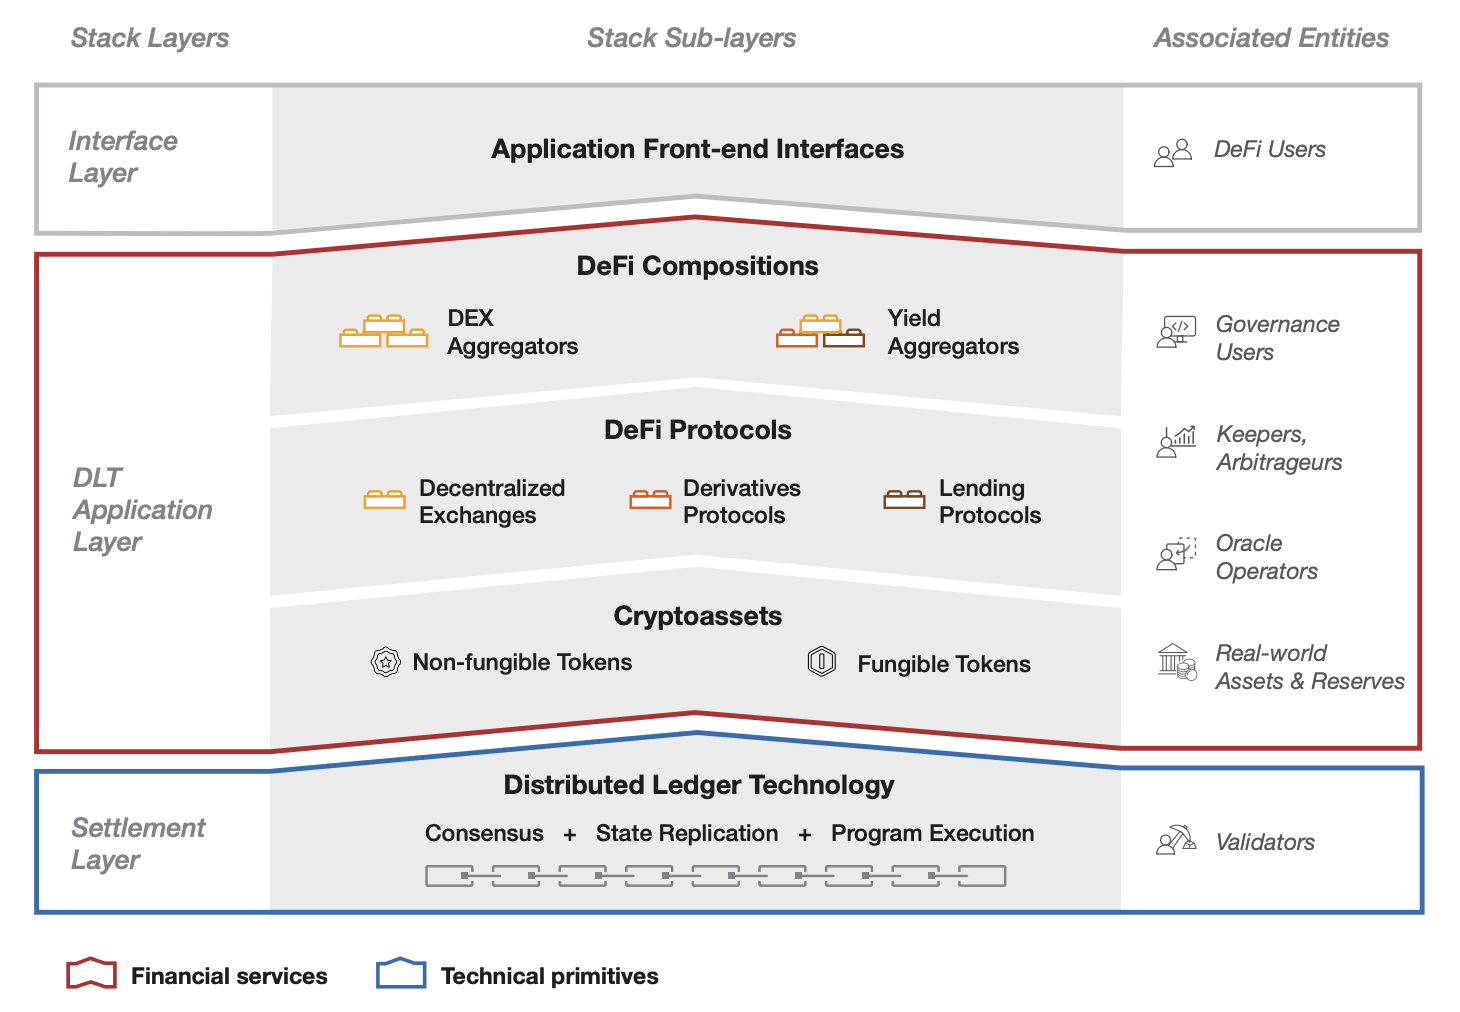 Stack Layers
Stack Sub-layers
Associated Entities
Interface
Layer
Application Front-end Interfaces
DeFi Users
DLT
Application
Layer
DeFi Compositions
DEX
Aggregators
Yield
Aggregators
DeFi Protocols
Decentralized
Exchanges
Derivatives
Protocols
Lending
Protocols
Cryptoassets
Non-fungible Tokens
Fungible Tokens
Governance
Users
Keepers,
Arbitrageurs
Oracle
Operators
Real-world
Assets & Reserves
Settlement
Layer
Distributed Ledger Technology
Consensus + State Replication + Program Execution
Validators
Financial services
Technical primitives